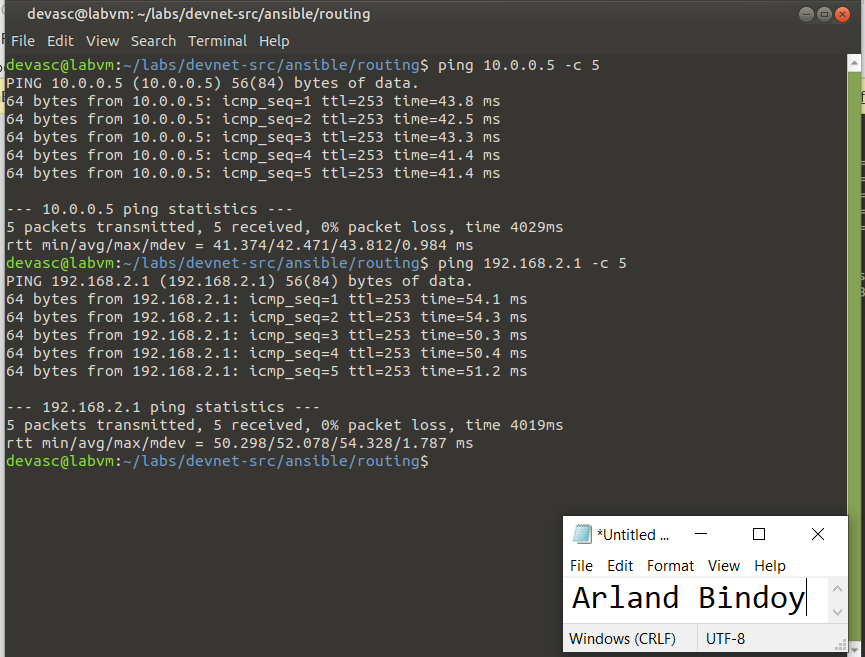 devasc@labvm: ~/labs/devnet-src/ansible/routing
File Edit View Search Terminal Help
devasc@labvm:~/labs/devnet-src/ansible/routing$ ping 10.0.0.5 -c 5
PING 10.0.0.5 (10.0.0.5) 56(84) bytes of data.
64 bytes from 10.0.0.5: icmp_seq=1 ttl=253 time=43.8 ms
64 bytes from 10.0.0.5: icmp_seq=2 ttl=253 time=42.5 ms
64 bytes from 10.0.0.5: icmp_seq=3 ttl=253 time=43.3 ms
64 bytes from 10.0.0.5: icmp_seq=4 ttl=253 time=41.4 ms
64 bytes from 10.0.0.5: icmp_seq=5 ttl=253 time=41.4 ms
--- 10.0.0.5 ping statistics ---
5 packets transmitted, 5 received, 0% packet loss, time 4029ms
rtt min/avg/max/mdev = 41.374/42.471/43.812/0.984 ms
devasc@labvm:~/labs/devnet-src/ansible/routing$ ping 192.168.2.1 -c 5
PING 192.168.2.1 (192.168.2.1) 56(84) bytes of data.
64 bytes from 192.168.2.1: icmp_seq=1 ttl=253 time=54.1 ms
64 bytes from 192.168.2.1: icmp_seq=2 ttl=253 time=54.3 ms
64 bytes from 192.168.2.1: icmp_seq=3 ttl=253 time=50.3 ms
64 bytes from 192.168.2.1: icmp_seq=4 ttl=253 time=50.4 ms
64 bytes from 192.168.2.1: icmp_seq=5 ttl=253 time=51.2 ms
--- 192.168.2.1 ping statistics ---
5 packets transmitted, 5 received, 0% packet loss, time 4019ms
rtt min/avg/max/mdev = 50.298/52.078/54.328/1.787 ms
devasc@labvm:~/labs/devnet-src/ansible/routing$
*Untitled ...
File Edit Format View Help
Arland Bindoy
Windows (CRLF) UTF-8